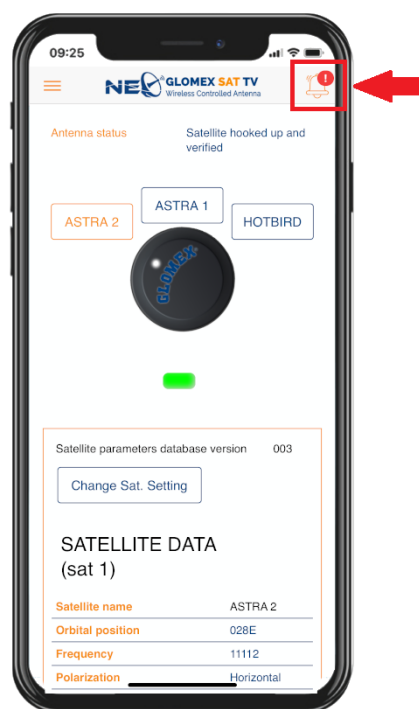 09:25
NEO GLOMEX SAT TV
Wireless Controlled Antenna
!
Antenna status
Satellite hooked up and
verified
ASTRA 2
ASTRA 1
HOTBIRD
GLOMEX
Satellite parameters database version 003
Change Sat. Setting
SATELLITE DATA
(sat 1)
Satellite name ASTRA 2
Orbital position 028E
Frequency 11112
Polarization Horizontal